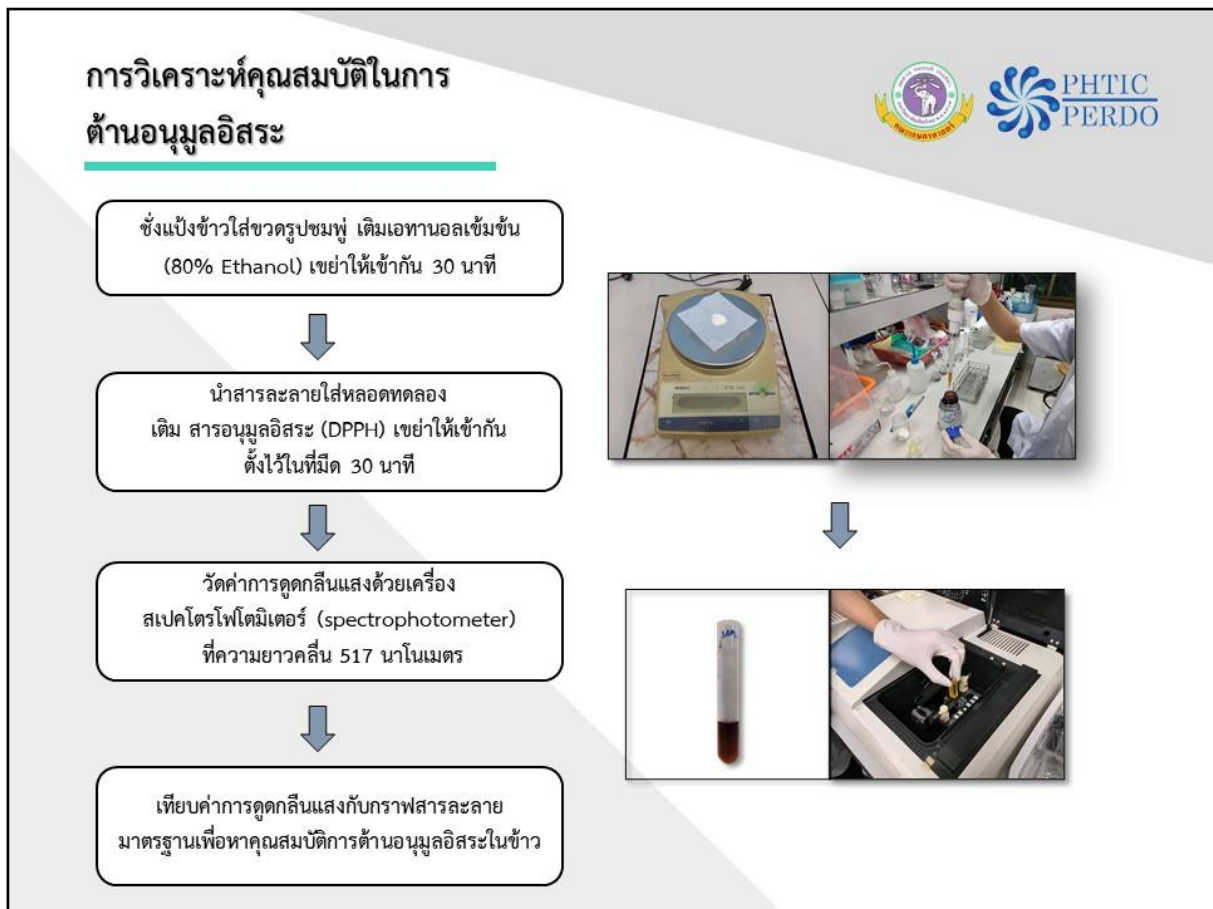 การวิเคราะห์คุณสมบัติในการ
ต้านอนุมูลอิสระ
PHTIC
PERDO
คณะเกษตรศาสตร์
ชั่งแป้งข้าวใส่ขวดรูปชมพู่ เติมเอทานอลเข้มข้น
(80% Ethanol) เขย่าให้เข้ากัน 30 นาที
นำสารละลายใส่หลอดทดลอง
เติม สารอนุมูลอิสระ (DPPH) เขย่าให้เข้ากัน
ตั้งไว้ในที่มืด 30 นาที
วัดค่าการดูดกลืนแสงด้วยเครื่อง
สเปคโตรโฟโตมิเตอร์ (spectrophotometer)
ที่ความยาวคลื่น 517 นาโนเมตร
เทียบค่าการดูดกลืนแสงกับกราฟสารละลาย
มาตรฐานเพื่อหาคุณสมบัติการต้านอนุมูลอิสระในข้าว